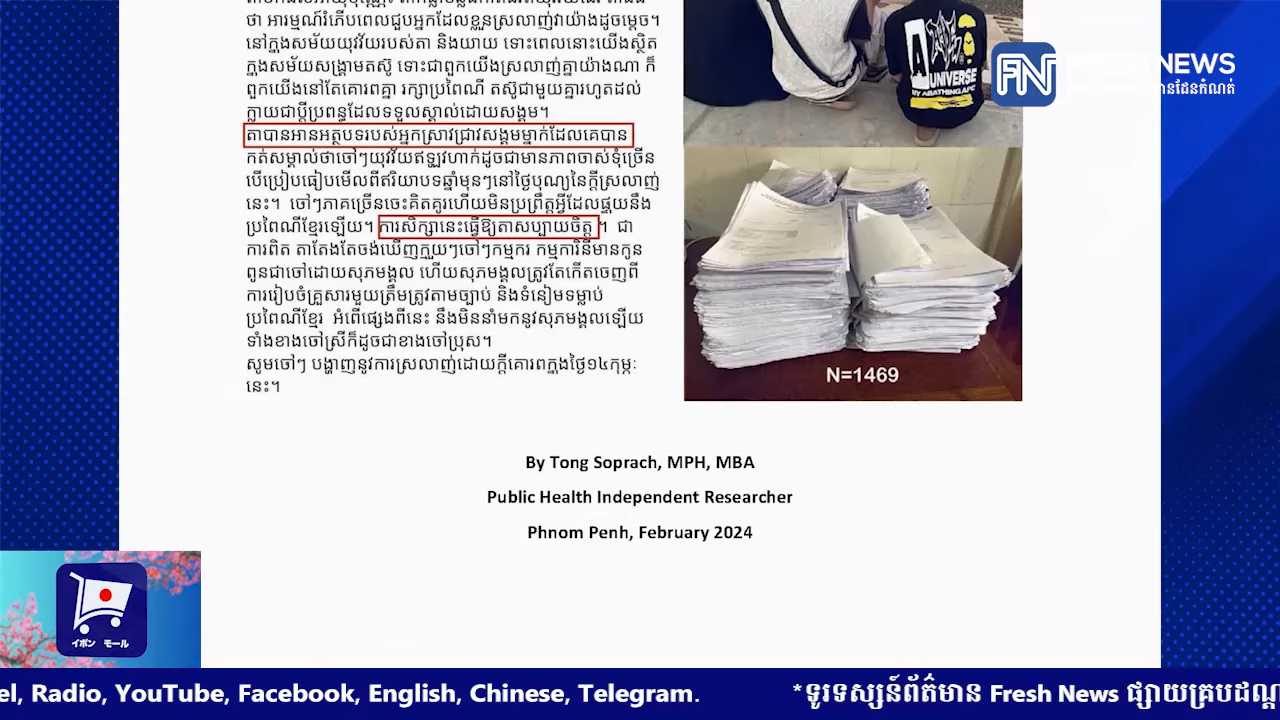 ថា អារម្មណ៍រំភើបពេលជួបអ្នកដែលខ្លួនស្រលាញ់វាយ៉ាងដូចម្តេច។
នៅក្នុងសម័យយុវវ័យរបស់តា និងយាយ ទោះពេលនោះយើងស្ថិត
ក្នុងសម័យសង្គ្រាមតស៊ូ ទោះជាពួកយើងស្រលាញ់គ្នាយ៉ាងណា ក៏
ពួកយើងនៅតែគោរពគ្នា រក្សាប្រពៃណី តស៊ូជាមួយគ្នារហូតដល់
ក្លាយជាប្តីប្រពន្ធដែលទទួលស្គាល់ដោយសង្គម។
តាបានអានអត្ថបទរបស់អ្នកស្រាវជ្រាវសង្គមម្នាក់ដែលគេបាន
កត់សម្គាល់ថាចៅៗយុវវ័យឥឡូវហាក់ដូចជាមានភាពចាស់ទុំច្រើន
បើប្រៀបធៀបមើលពីឥរិយាបទឆ្នាំមុនៗនៅថ្ងៃបុណ្យនៃក្តីស្រលាញ់
នេះ។ ចៅៗភាគច្រើនចេះគិតគូរហើយមិនប្រព្រឹត្តអ្វីដែលផ្ទុយនឹង
ប្រពៃណីខ្មែរឡើយ។ ការសិក្សានេះធ្វើឱ្យតាសប្បាយចិត្ត ។ ជា
ការពិត តាតែងតែចង់ឃើញក្មួយៗចៅៗកម្មករ កម្មការិនីមានកូន
ពូនជាចៅដោយសុភមង្គល ហើយសុភមង្គលត្រូវតែកើតចេញពី
ការរៀបចំគ្រួសារមួយត្រឹមត្រូវតាមច្បាប់ និងទំនៀមទម្លាប់
ប្រពៃណីខ្មែរ អំពើផ្សេងពីនេះ នឹងមិននាំមកនូវសុភមង្គលឡើយ
ទាំងខាងចៅស្រីក៏ដូចជាខាងចៅប្រុស។
សូមចៅៗ បង្ហាញនូវការស្រលាញ់ដោយក្តីគោរពក្នុងថ្ងៃ១៤កុម្ភៈ
នេះ។
UNIVERSE
BY ABATHING APE
FN
FRESH NEWS
មានដែនកំណត់
N=1469
By Tong Soprach, MPH, MBA
Public Health Independent Researcher
Phnom Penh, February 2024
イポン モール
el, Radio, YouTube, Facebook, English, Chinese, Telegram.
*ទូរទស្សន៍ព័ត៌មាន Fresh News ផ្សាយគ្រប